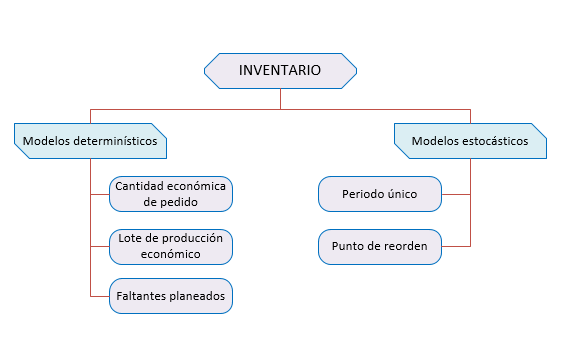 INVENTARIO
Modelos determinísticos
Modelos estocásticos
Cantidad económica
de pedido
Periodo único
Lote de producción
económico
Punto de reorden
Faltantes planeados